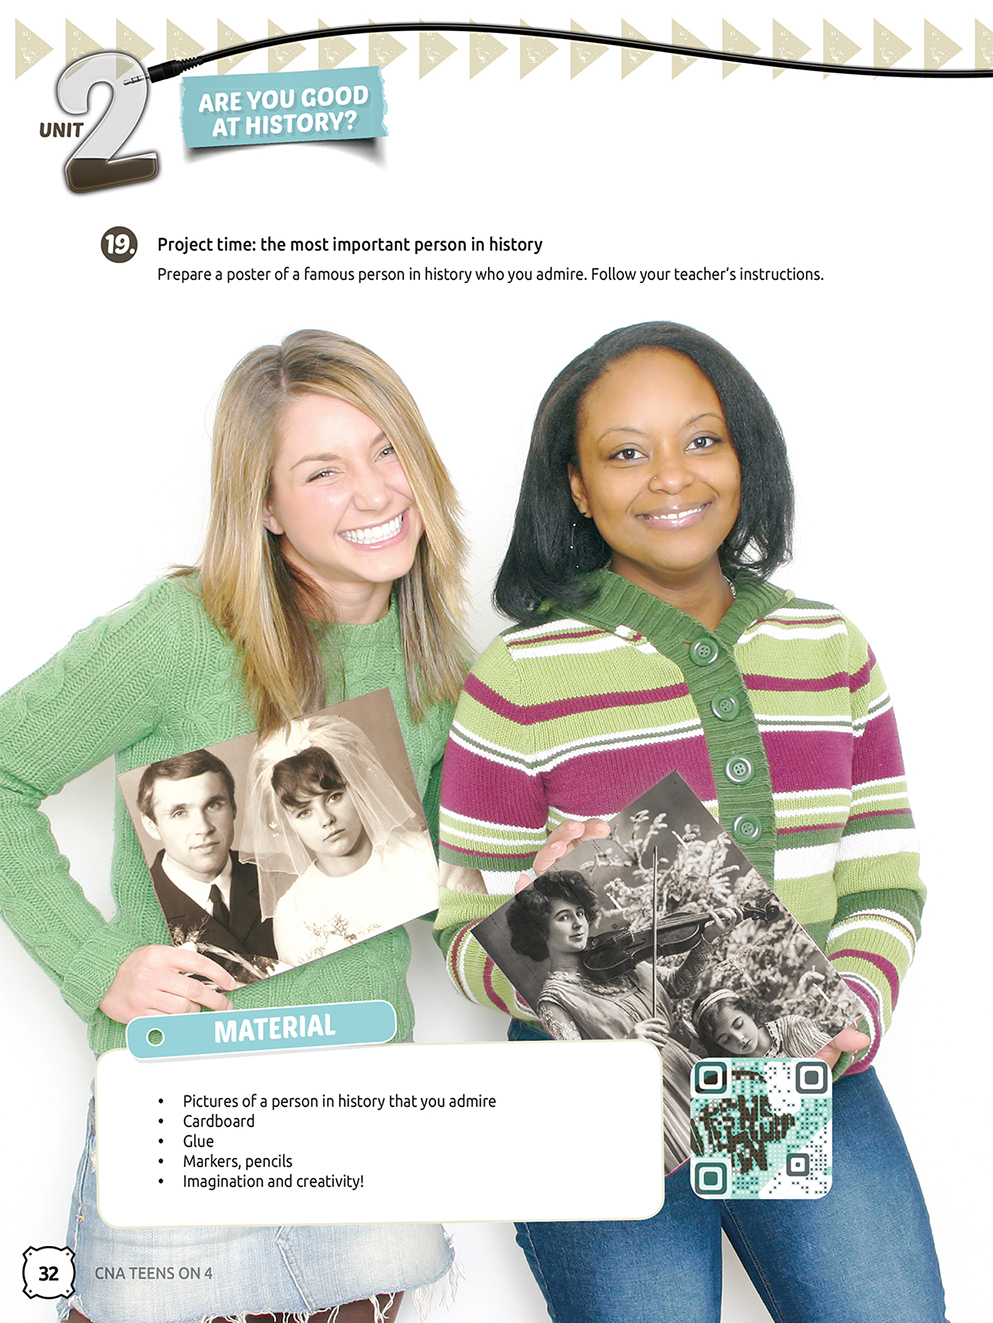 UNIT 2
ARE YOU GOOD
AT HISTORY?
19. Project time: the most important person in history
Prepare a poster of a famous person in history who you admire. Follow your teacher's instructions.
MATERIAL
• Pictures of a person in history that you admire
• Cardboard
• Glue
• Markers, pencils
• Imagination and creativity!
32 CNA TEENS ON 4